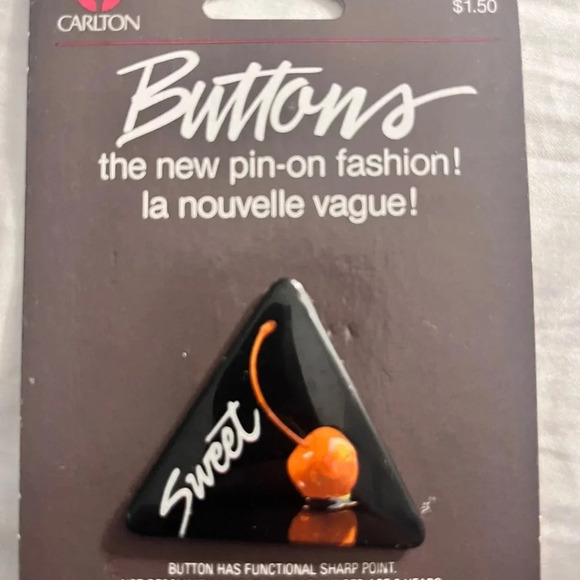 CARLTON
$1.50
Buttons
the new pin-on fashion!
la nouvelle vague!
Sweet
BUTTON HAS FUNCTIONAL SHARP POINT.